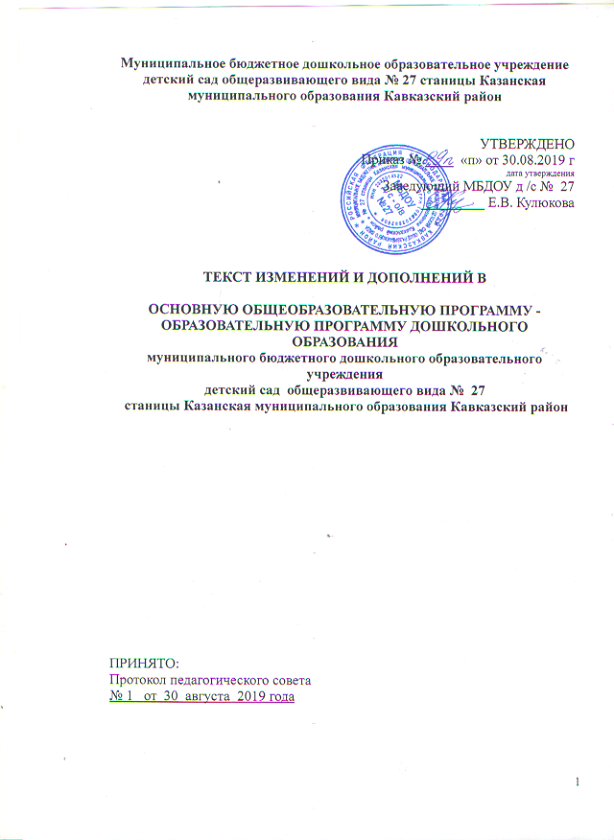 Муниципальное бюджетное дошкольное образовательное учреждение
детский сад общеразвивающего вида № 27 станицы Казанская
муниципального образования Кавказский район
УТВЕРЖДЕНО
Приказ № «п» от 30.08.2019 г
дата утверждения
Заведующий МБДОУ д /с № 27
Е.В. Кулюкова
МБДОУ
д/с о/в
№27
ТЕКСТ ИЗМЕНЕНИЙ И ДОПОЛНЕНИЙ В
ОСНОВНУЮ ОБЩЕОБРАЗОВАТЕЛЬНУЮ ПРОГРАММУ -
ОБРАЗОВАТЕЛЬНУЮ ПРОГРАММУ ДОШКОЛЬНОГО
ОБРАЗОВАНИЯ
муниципального бюджетного дошкольного образовательного
учреждения
детский сад общеразвивающего вида № 27
станицы Казанская муниципального образования Кавказский район
ПРИНЯТО:
Протокол педагогического совета
№ 1 от 30 августа 2019 года
1